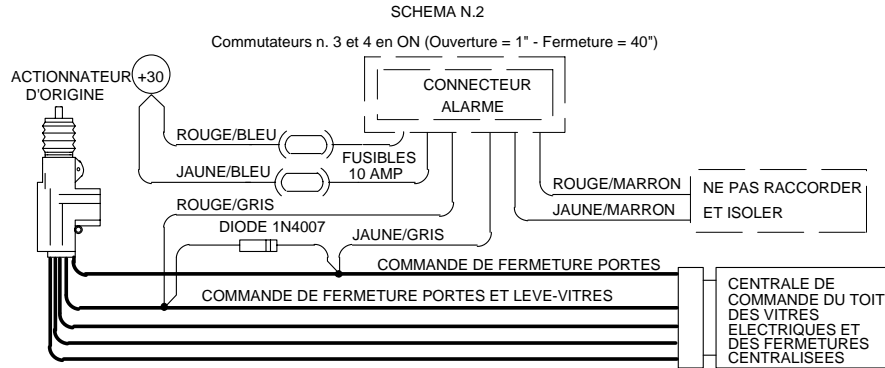 SCHEMA N.2
Commutateurs n. 3 et 4 en ON (Ouverture = 1" - Fermeture = 40")
ACTIONNATEUR
D'ORIGINE
+30
CONNECTEUR
ALARME
ROUGE/BLEU
FUSIBLES
10 AMP
JAUNE/BLEU
ROUGE/GRIS
DIODE 1N4007
JAUNE/GRIS
ROUGE/MARRON
JAUNE/MARRON
NE PAS RACCORDER
ET ISOLER
COMMANDE DE FERMETURE PORTES
COMMANDE DE FERMETURE PORTES ET LEVE-VITRES
CENTRALE DE
COMMANDE DU TOIT
DES VITRES
ELECTRIQUES ET
DES FERMETURES
CENTRALISEES